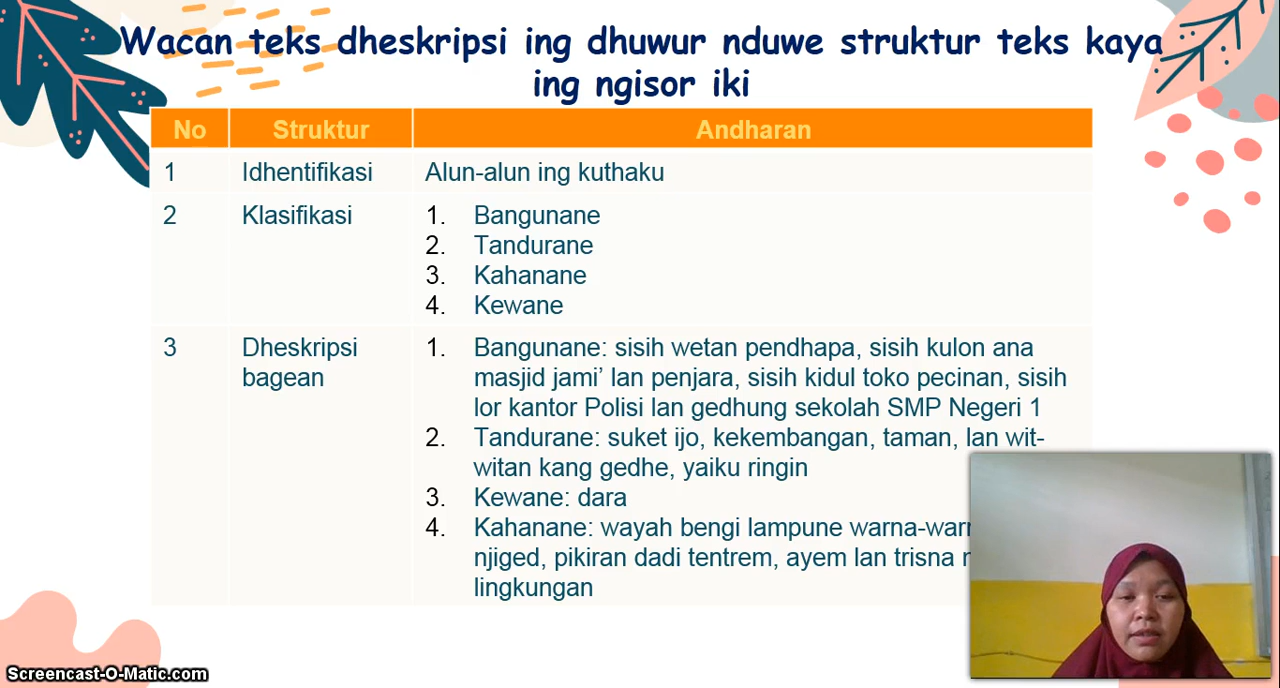 Wacan teks dheskripsi ing dhuwur nduwe struktur teks kaya
ing ngisor iki
No Struktur Andharan
1 Idhentifikasi Alun-alun ing kuthaku
2 Klasifikasi 1. Bangunane
2. Tandurane
3. Kahanane
4. Kewane
3 Dheskripsi 1. Bangunane: sisih wetan pendhapa, sisih kulon ana
bagean masjid jami’ lan penjara, sisih kidul toko pecinan, sisih
lor kantor Polisi lan gedhung sekolah SMP Negeri 1
2. Tandurane: suket ijo, kekembangan, taman, lan wit-
witan kang gedhe, yaiku ringin
3. Kewane: dara
4. Kahanane: wayah bengi lampune
njiged, pikiran dadi tentrem, ayem lan trisna
lingkungan
Screencast-O-Matic.com